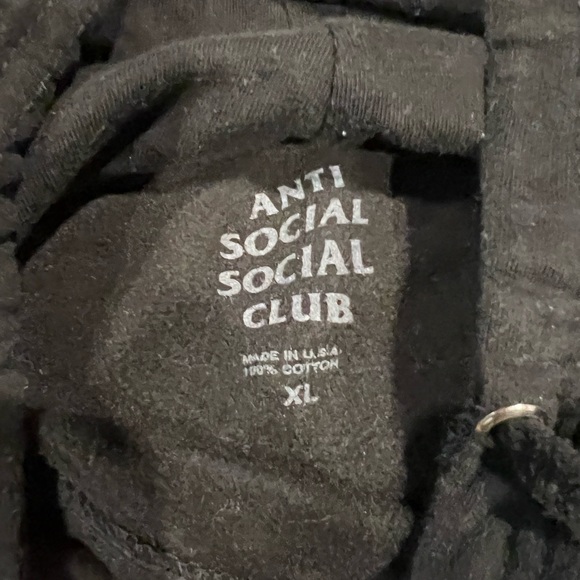 ANTI
SOCIAL
SOCIAL
CLUB
MADE IN U.S.A.
100% COTTON
XL